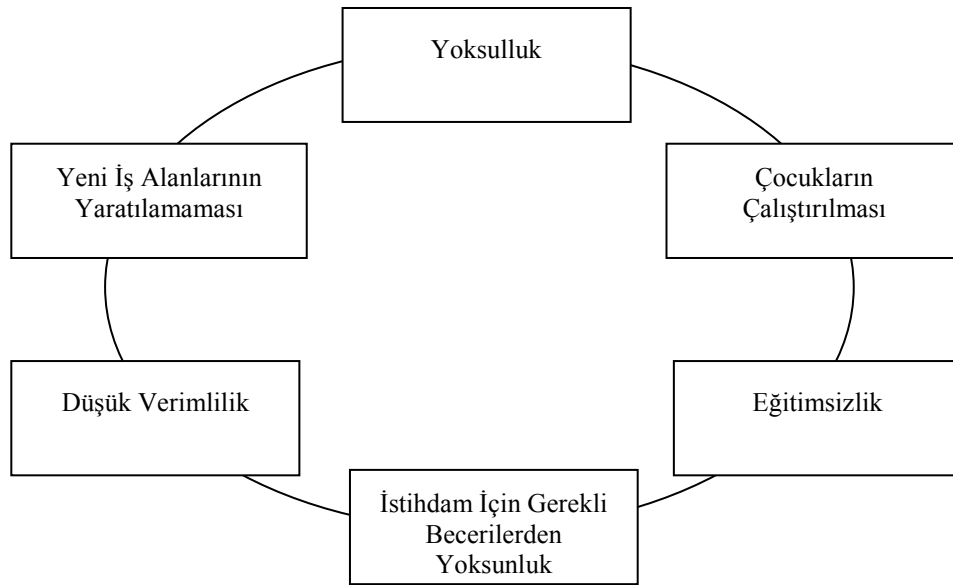 Yoksulluk
Yeni İş Alanlarının
Yaratılamaması
Çocukların
Çalıştırılması
Düşük Verimlilik
Eğitimsizlik
İstihdam İçin Gerekli
Becerilerden
Yoksunluk